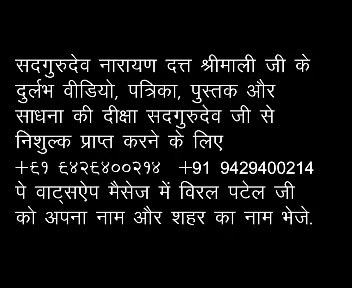 सदगुरुदेव नारायण दत्त श्रीमाली जी के
दुर्लभ वीडियो, पत्रिका, पुस्तक और
साधना की दीक्षा सदगुरुदेव जी से
निशुल्क प्राप्त करने के लिए
+९१ ९४२९४००२१४ +91 9429400214
पे वाट्सऐप मैसेज में विरल पटेल जी
को अपना नाम और शहर का नाम भेजे.